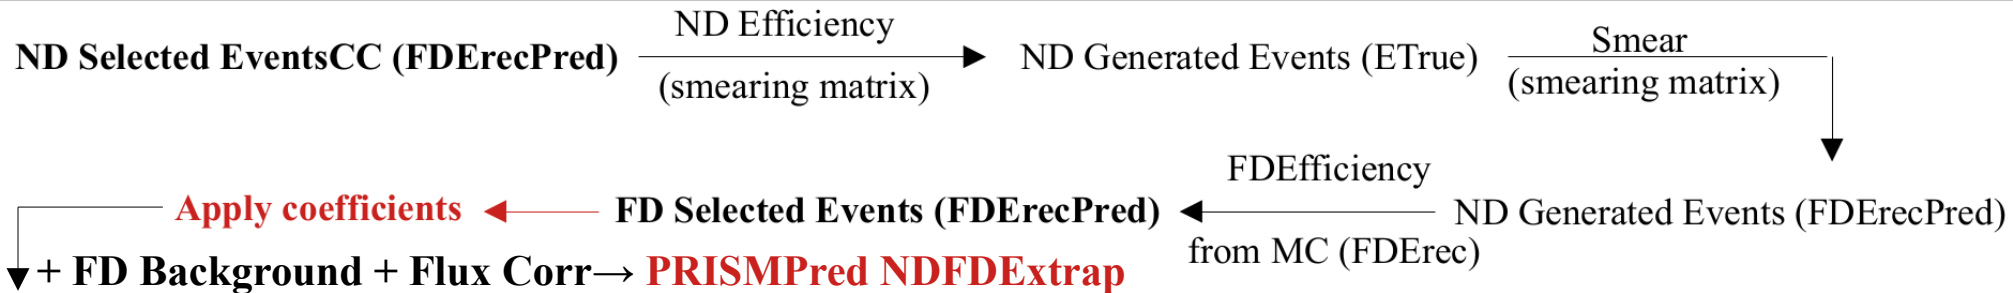 ND Efficiency
ND Selected EventsCC (FDErecPred)
(smearing matrix)
ND Generated Events (ETrue)
Smear
(smearing matrix)
ND Generated Events (FDErecPred)
FDEfficiency
from MC (FDErec)
FD Selected Events (FDErecPred)
Apply coefficients
+ FD Background + Flux Corr→ PRISMPred NDFDExtrap